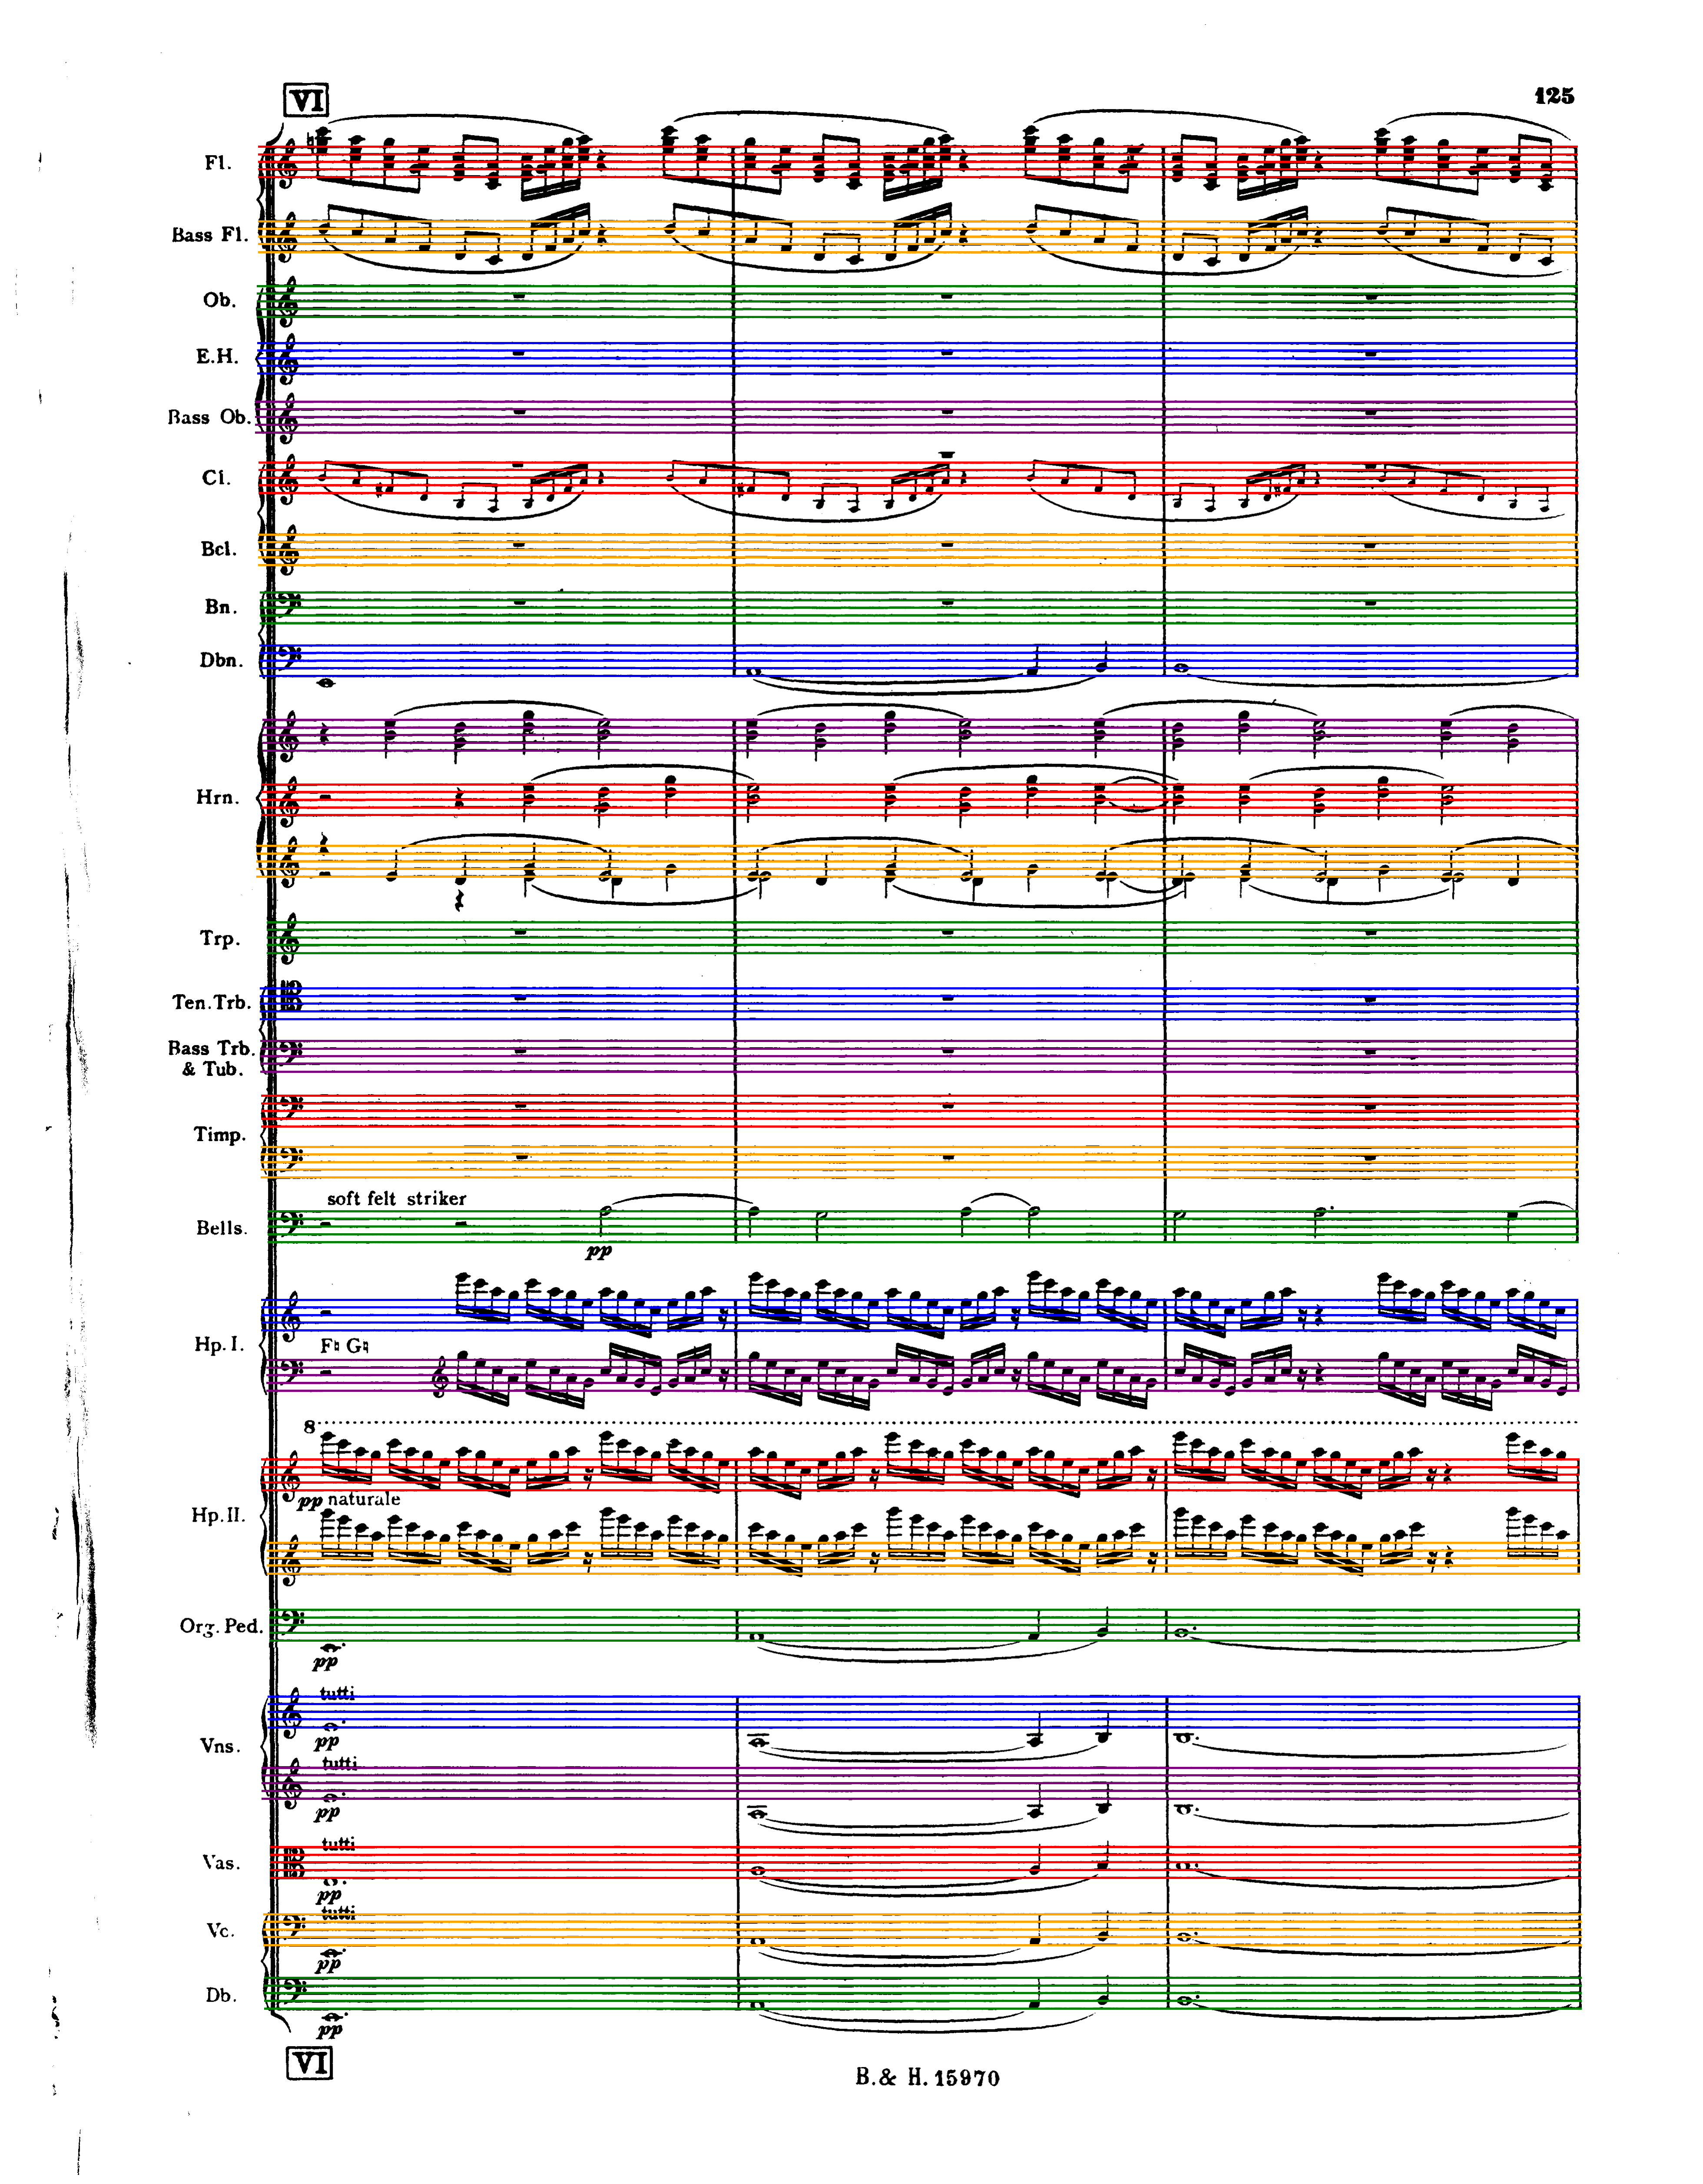 VI
125
Fl.
Bass Fl.
Ob.
E.H.
Bass Ob.
Cl.
Bcl.
Bn.
Dbn.
Hrn.
Trp.
Ten.Trb.
Bass Trb.
& Tub.
Timp.
soft felt striker
Bells.
pp
Hp. I.
F♮ G♮
8
pp naturale
Hp. II.
Org. Ped.
pp
tutti
pp
Vns.
tutti
pp
tutti
Vas.
pp
tutti
Vc.
pp
Db.
pp
VI
B. & H. 15970